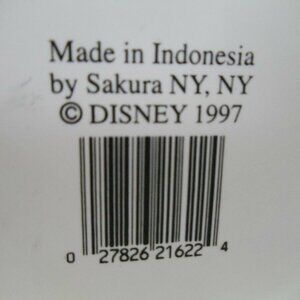 Made in Indonesia
by Sakura NY, NY
© DISNEY 1997
0 27826 21622 4